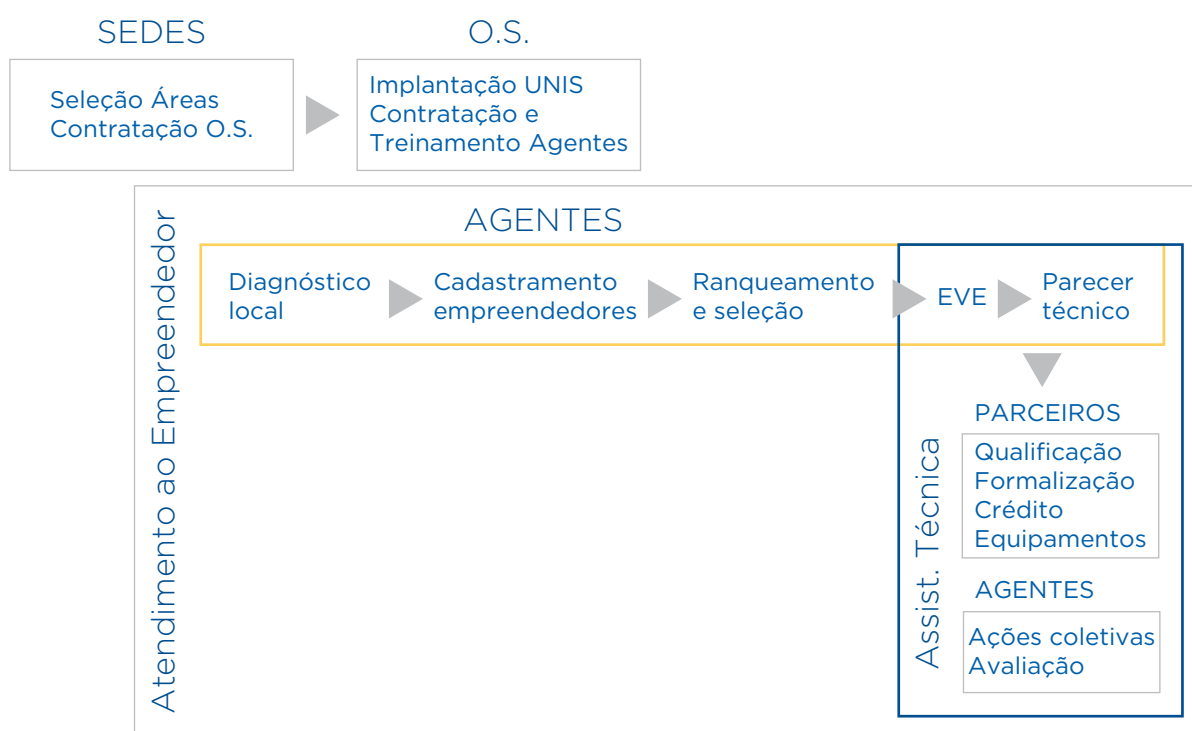 SEDES
Seleção Áreas
Contratação O.S.
O.S.
Implantação UNIS
Contratação e
Treinamento Agentes
Atendimento ao Empreendedor
AGENTES
Diagnóstico
local
Cadastramento
empreendedores
Ranqueamento
e seleção
EVE
Parecer
técnico
Assist. Técnica
PARCEIROS
Qualificação
Formalização
Crédito
Equipamentos
AGENTES
Ações coletivas
Avaliação